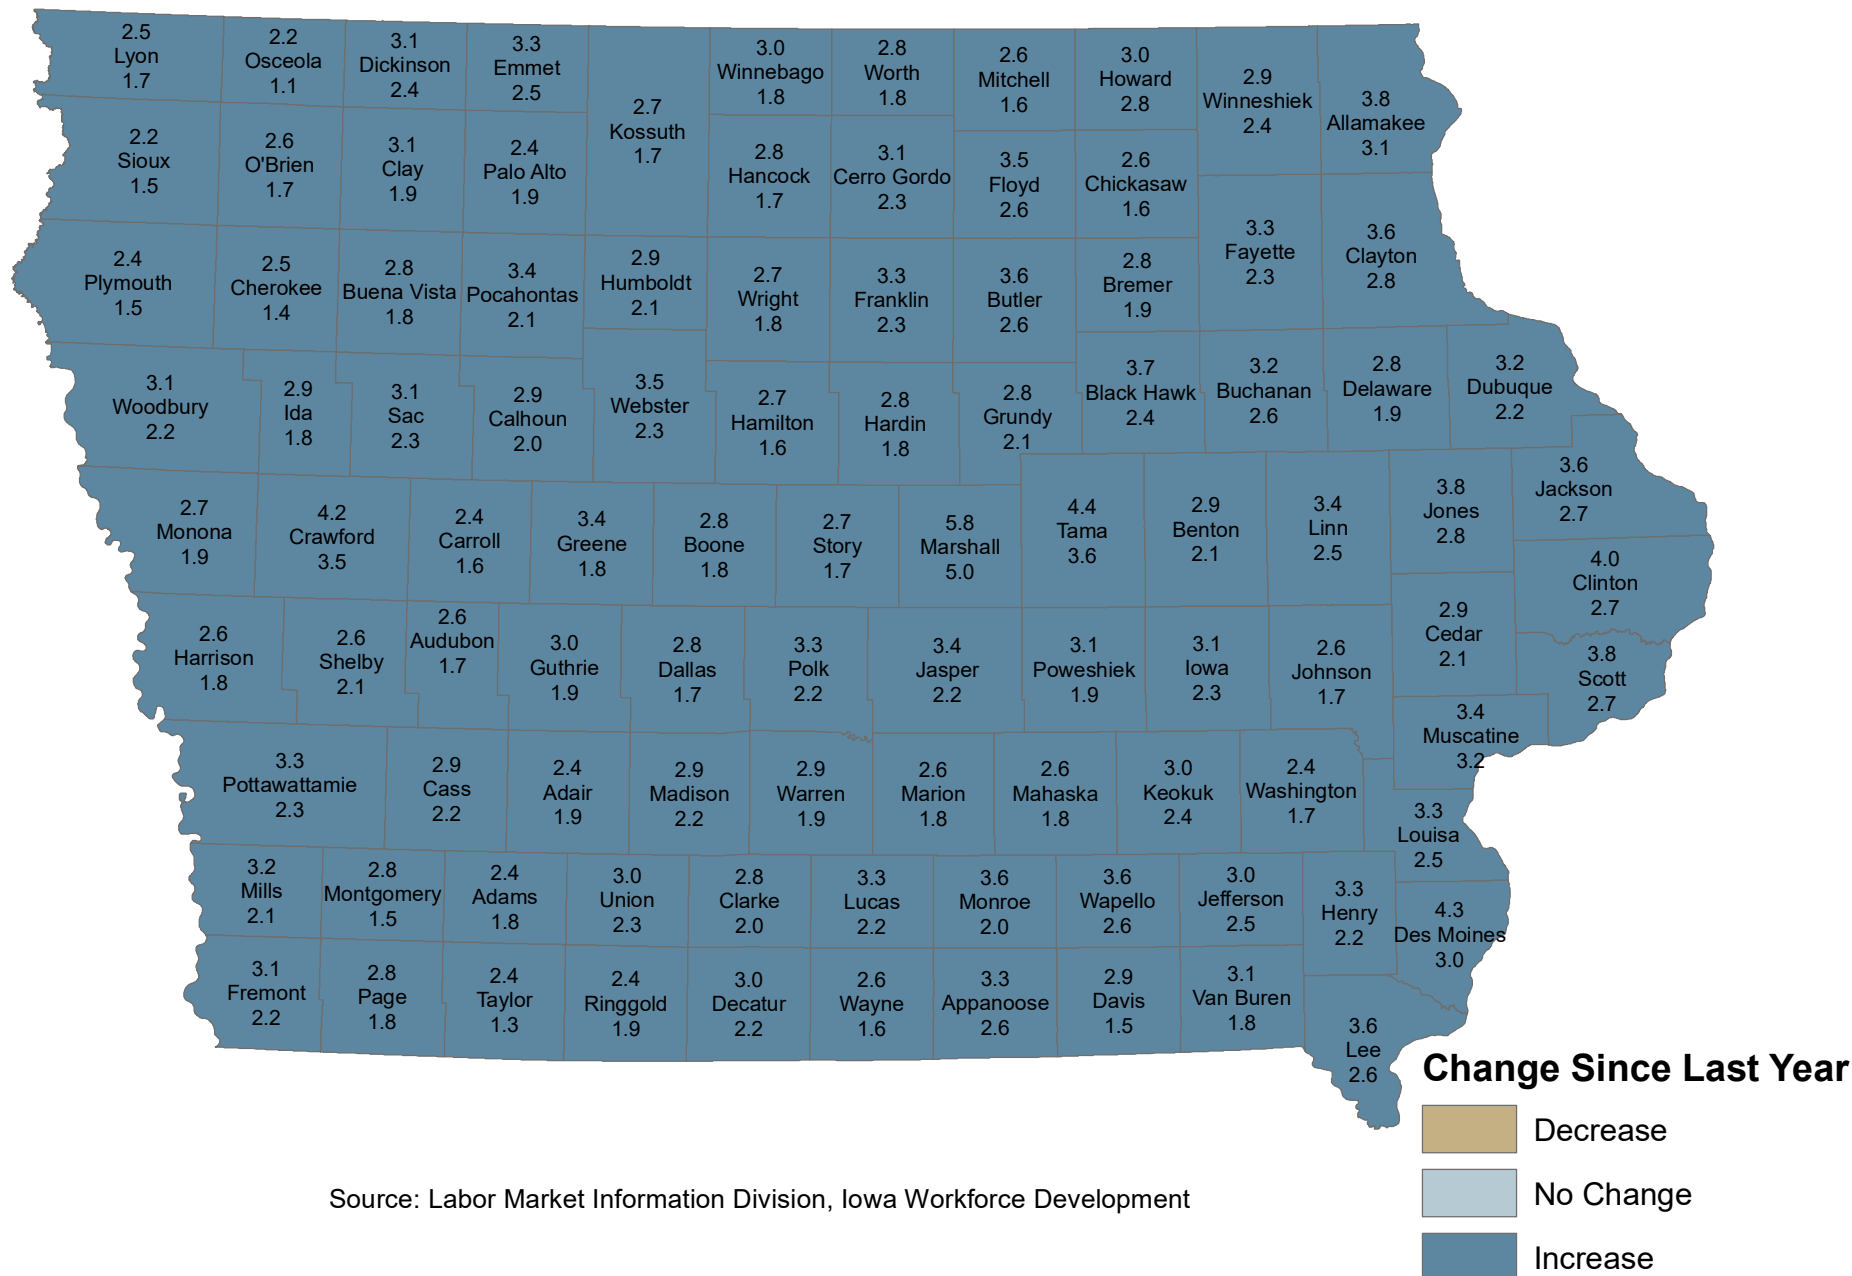 2.5
Lyon
1.7
2.2
Osceola
1.1
3.1
Dickinson
2.4
3.3
Emmet
2.5
2.7
Kossuth
1.7
3.0
Winnebago
1.8
2.8
Worth
1.8
2.6
Mitchell
1.6
3.0
Howard
2.8
2.9
Winneshiek
2.4
3.8
Allamakee
3.1
2.2
Sioux
1.5
2.6
O'Brien
1.7
3.1
Clay
1.9
2.4
Palo Alto
1.9
2.8
Hancock
1.7
3.1
Cerro Gordo
2.3
3.5
Floyd
2.6
2.6
Chickasaw
1.6
3.3
Fayette
2.3
3.6
Clayton
2.8
2.4
Plymouth
1.5
2.5
Cherokee
1.4
2.8
Buena Vista
1.8
3.4
Pocahontas
2.1
2.9
Humboldt
2.1
2.7
Wright
1.8
3.3
Franklin
2.3
3.6
Butler
2.6
2.8
Bremer
1.9
3.1
Woodbury
2.2
2.9
Ida
1.8
3.1
Sac
2.3
2.9
Calhoun
2.0
3.5
Webster
2.3
2.7
Hamilton
1.6
2.8
Hardin
1.8
2.8
Grundy
2.1
3.7
Black Hawk
2.4
3.2
Buchanan
2.6
2.8
Delaware
1.9
3.2
Dubuque
2.2
2.7
Monona
1.9
4.2
Crawford
3.5
2.4
Carroll
1.6
3.4
Greene
1.8
2.8
Boone
1.8
2.7
Story
1.7
5.8
Marshall
5.0
4.4
Tama
3.6
2.9
Benton
2.1
3.4
Linn
2.5
3.8
Jones
2.8
3.6
Jackson
2.7
4.0
Clinton
2.7
2.6
Harrison
1.8
2.6
Shelby
2.1
2.6
Audubon
1.7
3.0
Guthrie
1.9
2.8
Dallas
1.7
3.3
Polk
2.2
3.4
Jasper
2.2
3.1
Poweshiek
1.9
3.1
Iowa
2.3
2.6
Johnson
1.7
2.9
Cedar
2.1
3.8
Scott
2.7
3.4
Muscatine
3.2
3.3
Pottawattamie
2.3
2.9
Cass
2.2
2.4
Adair
1.9
2.9
Madison
2.2
2.9
Warren
1.9
2.6
Marion
1.8
2.6
Mahaska
1.8
3.0
Keokuk
2.4
2.4
Washington
1.7
3.3
Louisa
2.5
3.2
Mills
2.1
2.8
Montgomery
1.5
2.4
Adams
1.8
3.0
Union
2.3
2.8
Clarke
2.0
3.3
Lucas
2.2
3.6
Monroe
2.0
3.6
Wapello
2.6
3.0
Jefferson
2.5
3.3
Henry
2.2
4.3
Des Moines
3.0
3.1
Fremont
2.2
2.8
Page
1.8
2.4
Taylor
1.3
2.4
Ringgold
1.9
3.0
Decatur
2.2
2.6
Wayne
1.6
3.3
Appanoose
2.6
2.9
Davis
1.5
3.1
Van Buren
1.8
3.6
Lee
2.6
Change Since Last Year
Decrease
No Change
Increase
Source: Labor Market Information Division, Iowa Workforce Development